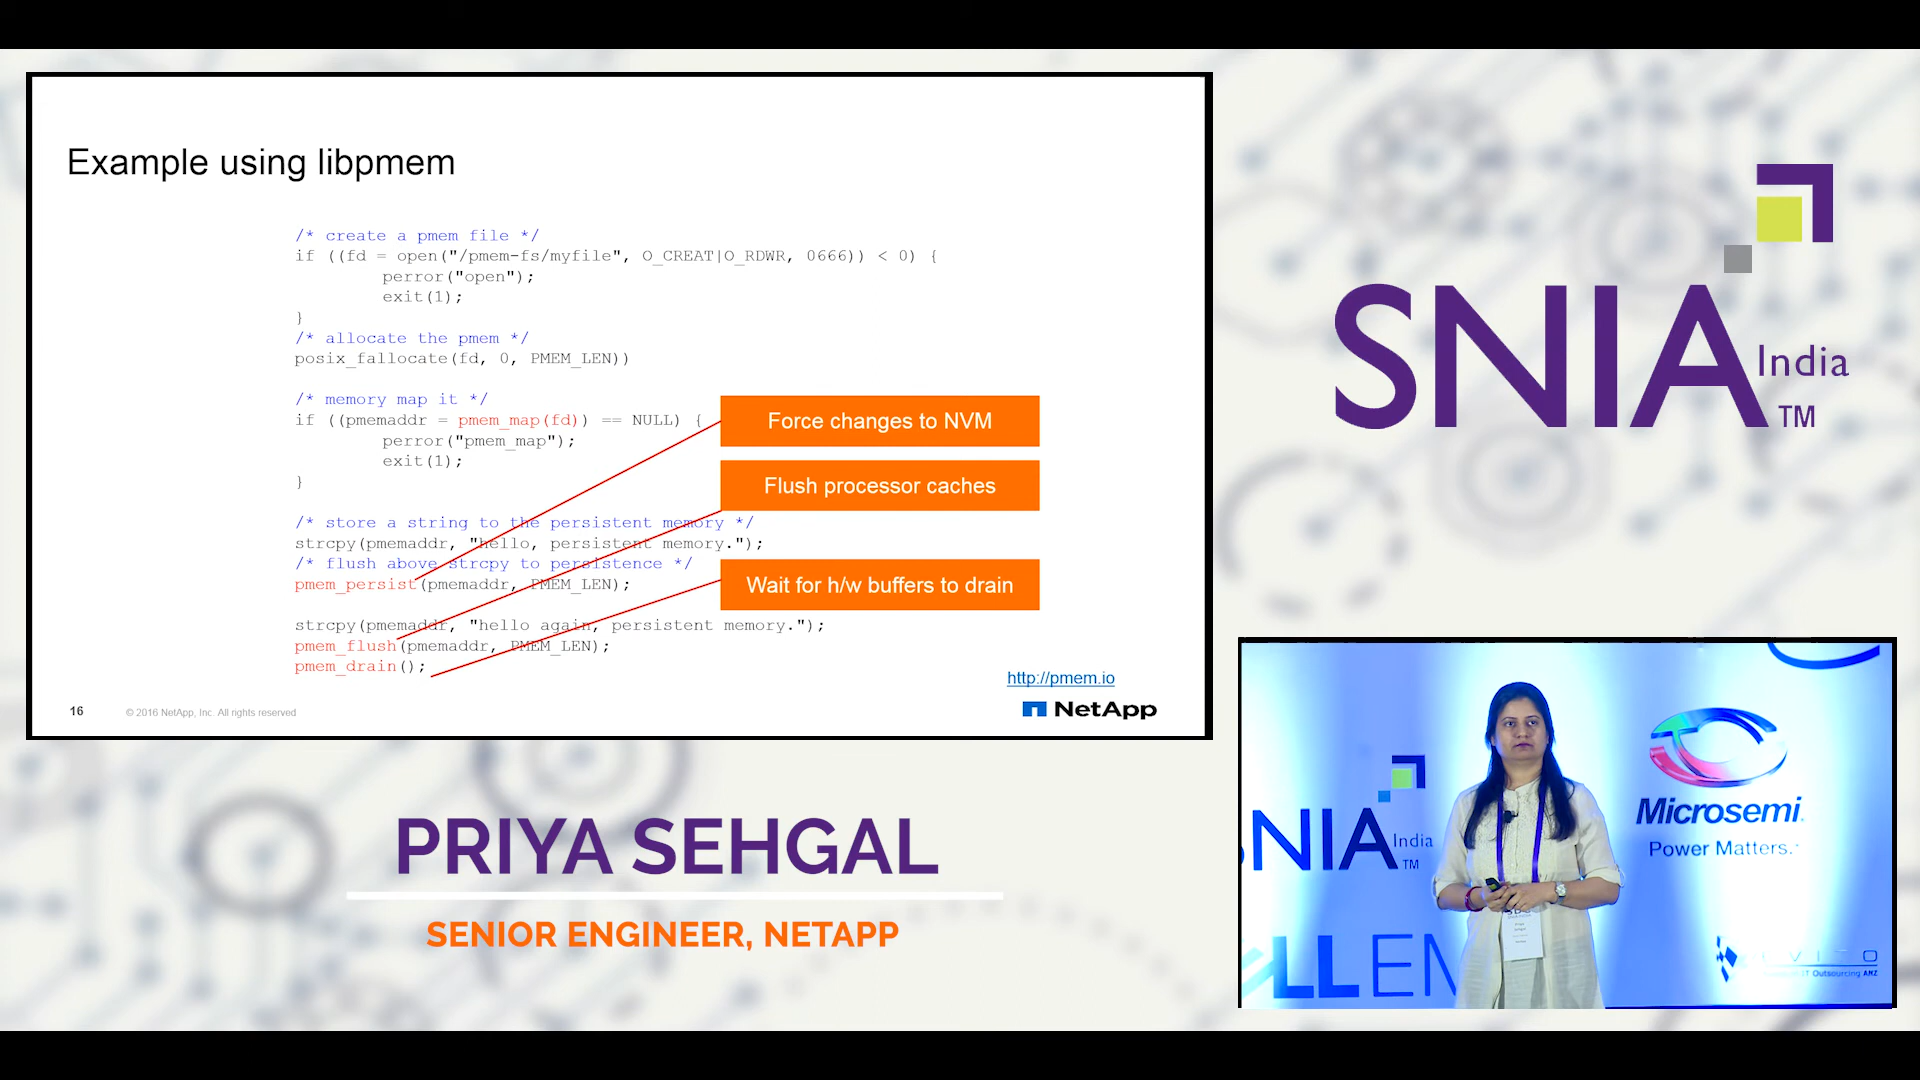 Example using libpmem
/* create a pmem file */
if ((fd = open("/pmem-fs/myfile", O_CREAT|O_RDWR, 0666)) < 0) {
perror("open");
exit(1);
}
/* allocate the pmem */
posix_fallocate(fd, 0, PMEM_LEN))
/* memory map it */
if ((pmemaddr = pmem_map(fd)) == NULL) {
perror("pmem_map");
exit(1);
}
/* store a string to the persistent memory */
strcpy(pmemaddr, "hello, persistent memory.");
/* flush above strcpy to persistence */
pmem_persist(pmemaddr, PMEM_LEN);
strcpy(pmemaddr, "hello again, persistent memory.");
pmem_flush(pmemaddr, PMEM_LEN);
pmem_drain();
Force changes to NVM
Flush processor caches
Wait for h/w buffers to drain
http://pmem.io
16
© 2016 NetApp, Inc. All rights reserved
NetApp
SNIA India TM
PRIYA SEHGAL
SENIOR ENGINEER, NETAPP
SNIA India TM
Microsemi
Power Matters.
Outsourcing ANZ